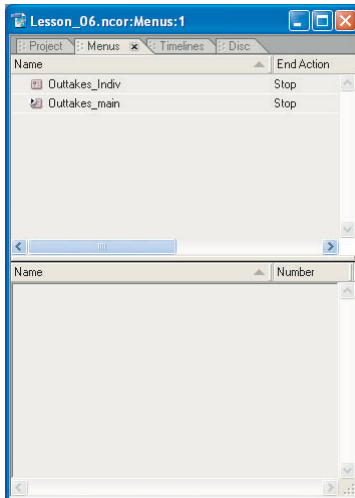 Lesson_06.ncor:Menus:1
Project Menus x Timelines Disc
Name End Action
Outtakes_Indiv Stop
Outtakes_main Stop
Name Number